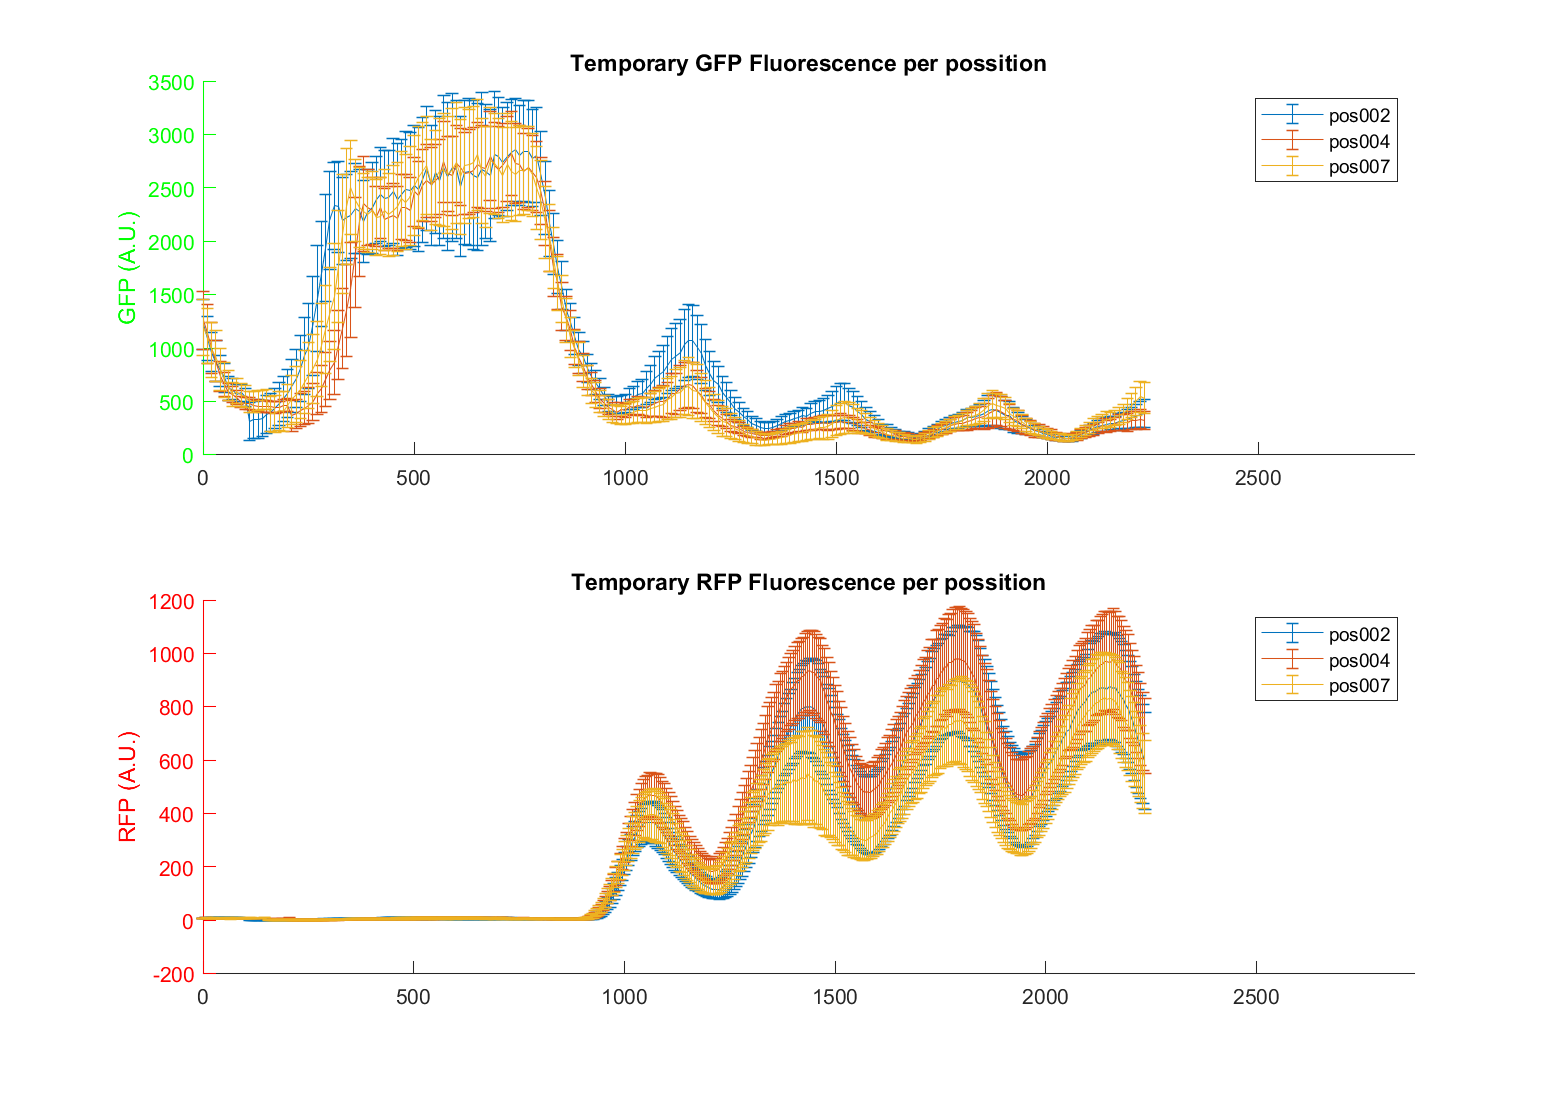 Temporary GFP Fluorescence per possition
GFP (A.U.)
3500
3000
2500
2000
1500
1000
500
0
0 500 1000 1500 2000 2500
pos002
pos004
pos007
Temporary RFP Fluorescence per possition
RFP (A.U.)
1200
1000
800
600
400
200
0
-200
0 500 1000 1500 2000 2500
pos002
pos004
pos007